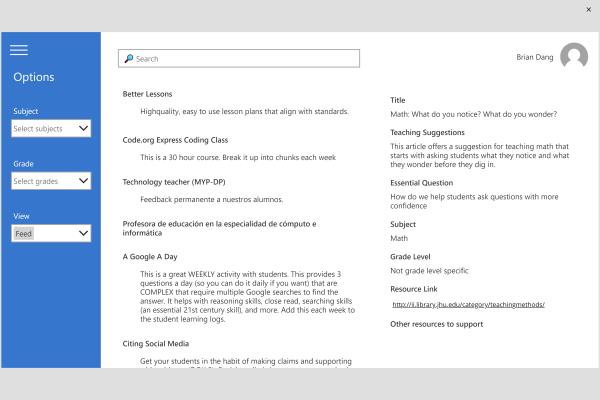 ×
Options
Subject
Select subjects
Grade
Select grades
View
Feed
Search
Brian Dang
Better Lessons
Highquality, easy to use lesson plans that align with standards.
Code.org Express Coding Class
This is a 30 hour course. Break it up into chunks each week
Technology teacher (MYP-DP)
Feedback permanente a nuestros alumnos.
Profesora de educación en la especialidad de cómputo e
informática
A Google A Day
This is a great WEEKLY activity with students. This provides 3
questions a day (so you can do it daily if you want) that are
COMPLEX that require multiple Google searches to find the
answer. It helps with reasoning skills, close read, searching skills
(an essential 21st century skill), and more. Add this each week to
the student learning logs.
Citing Social Media
Get your students in the habit of making claims and supporting
Title
Math: What do you notice? What do you wonder?
Teaching Suggestions
This article offers a suggestion for teaching math that
starts with asking students what they notice and what
they wonder before they dig in.
Essential Question
How do we help students ask questions with more
confidence
Subject
Math
Grade Level
Not grade level specific
Resource Link
http://ii.library.jhu.edu/category/teachingmethods/
Other resources to support